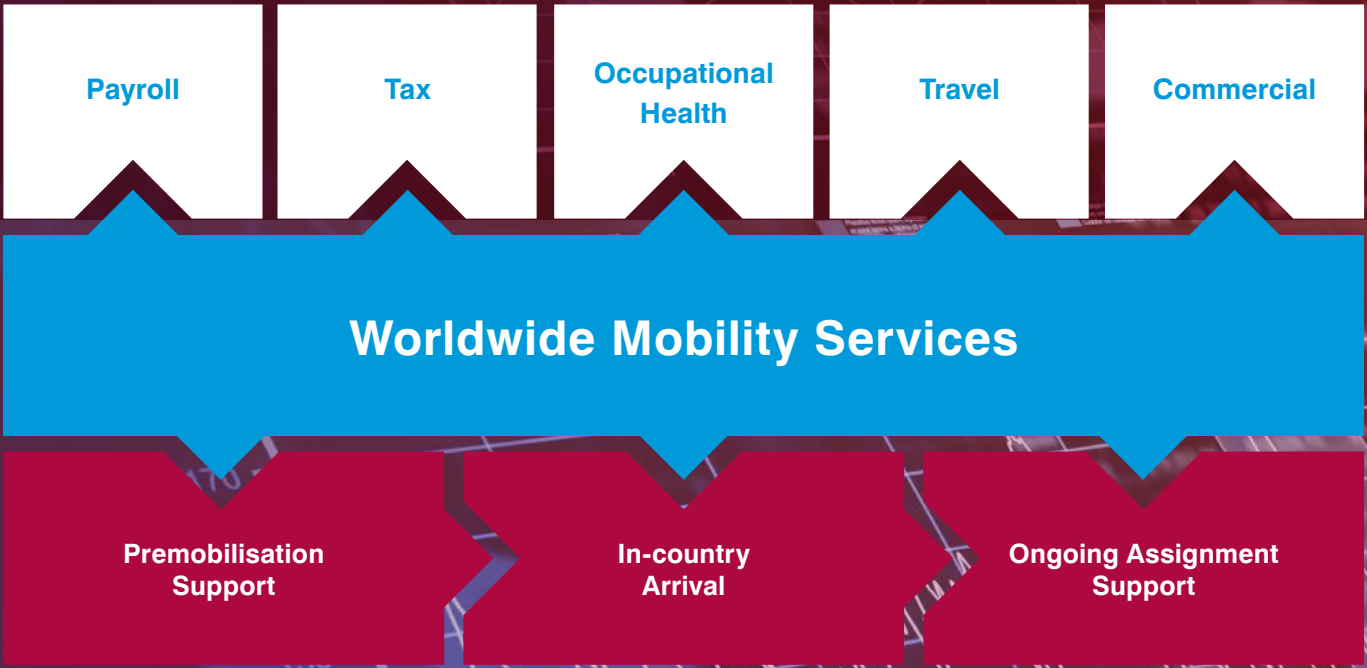 Payroll
Tax
Occupational
Health
Travel
Commercial
Worldwide Mobility Services
Premobilisation
Support
In-country
Arrival
Ongoing Assignment
Support